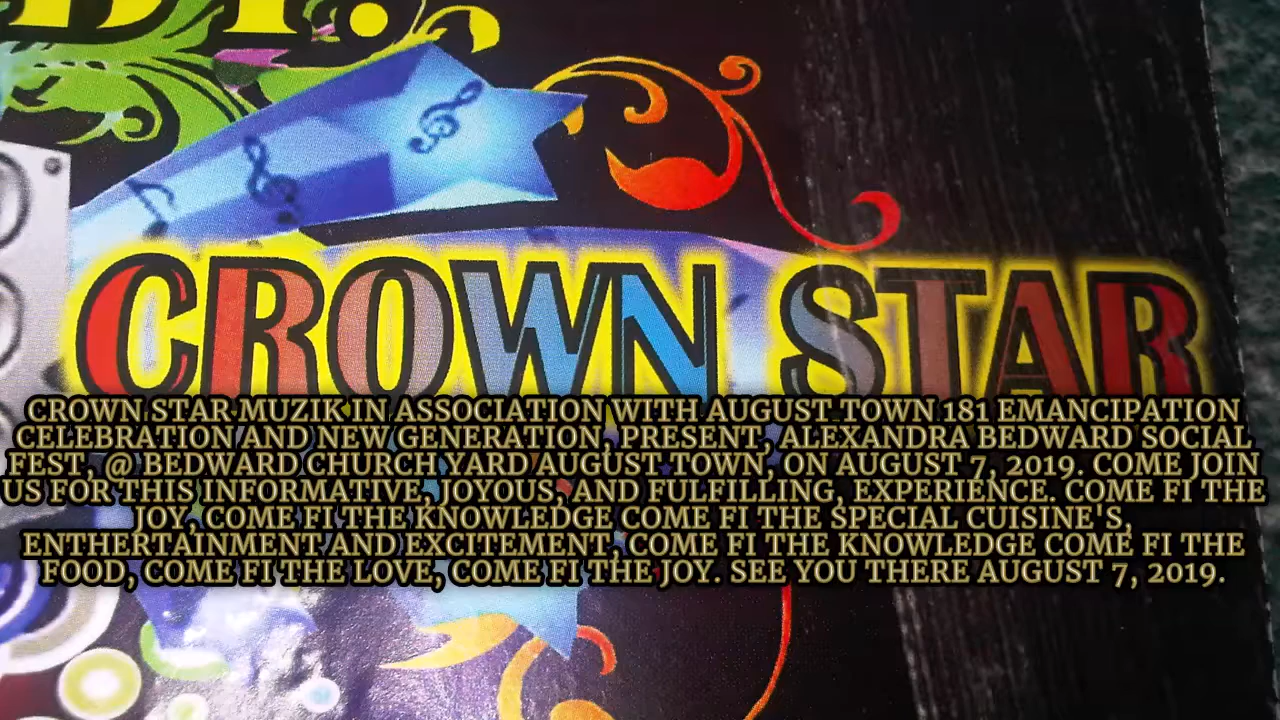 CROWN STAR
CROWN STAR MUZIK IN ASSOCIATION WITH AUGUST TOWN 181 EMANCIPATION
CELEBRATION AND NEW GENERATION, PRESENT, ALEXANDRA BEDWARD SOCIAL
FEST, @ BEDWARD CHURCH YARD AUGUST TOWN, ON AUGUST 7, 2019. COME JOIN
US FOR THIS INFORMATIVE, JOYOUS, AND FULFILLING, EXPERIENCE. COME FI THE
JOY, COME FI THE KNOWLEDGE COME FI THE SPECIAL CUISINE'S,
ENTHERTAINMENT AND EXCITEMENT, COME FI THE KNOWLEDGE COME FI THE
FOOD, COME FI THE LOVE, COME FI THE JOY. SEE YOU THERE AUGUST 7, 2019.